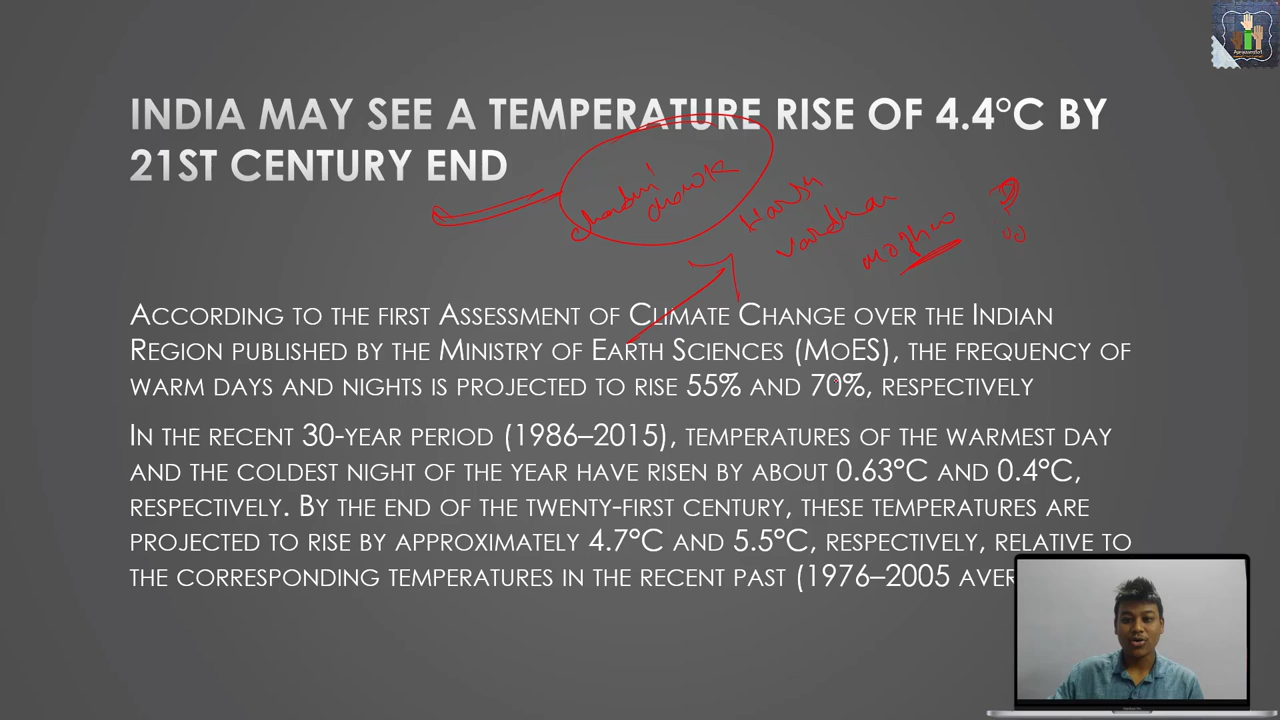 INDIA MAY SEE A TEMPERATURE RISE OF 4.4°C BY
21ST CENTURY END
chandni
chowk
Harsh
Vardhan
?
ACCORDING TO THE FIRST ASSESSMENT OF CLIMATE CHANGE OVER THE INDIAN
REGION PUBLISHED BY THE MINISTRY OF EARTH SCIENCES (MOES), THE FREQUENCY OF
WARM DAYS AND NIGHTS IS PROJECTED TO RISE 55% AND 70%, RESPECTIVELY
IN THE RECENT 30-YEAR PERIOD (1986–2015), TEMPERATURES OF THE WARMEST DAY
AND THE COLDEST NIGHT OF THE YEAR HAVE RISEN BY ABOUT 0.63°C AND 0.4°C,
RESPECTIVELY. BY THE END OF THE TWENTY-FIRST CENTURY, THESE TEMPERATURES ARE
PROJECTED TO RISE BY APPROXIMATELY 4.7°C AND 5.5°C, RESPECTIVELY, RELATIVE TO
THE CORRESPONDING TEMPERATURES IN THE RECENT PAST (1976–2005 AVER